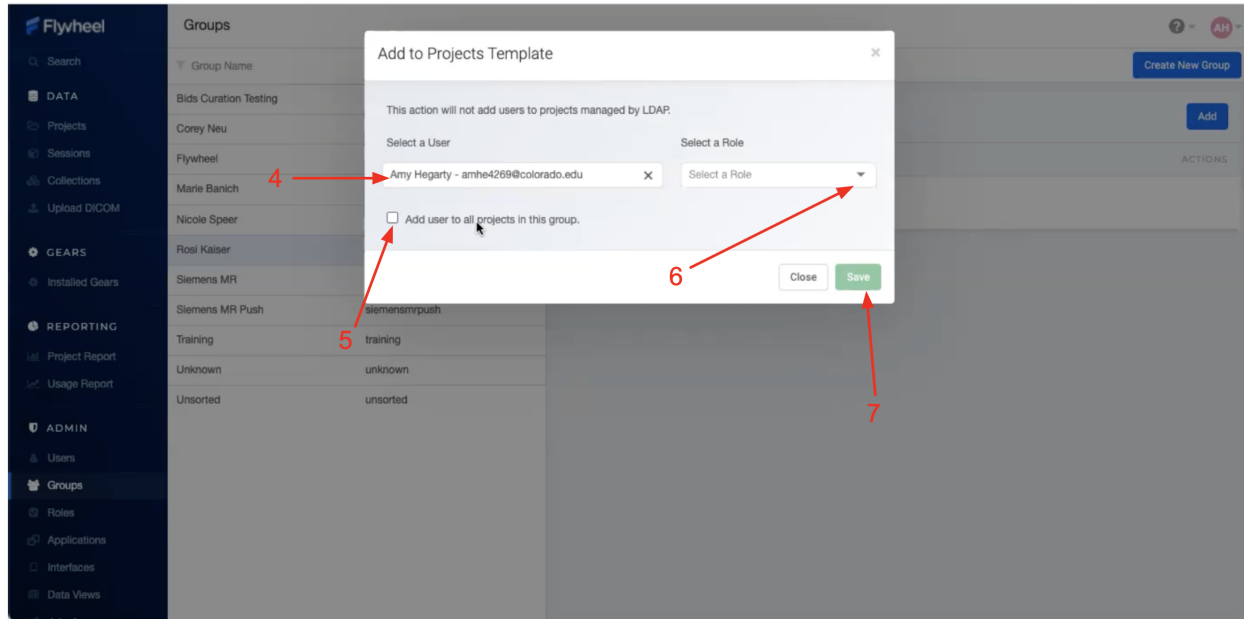 Flywheel
Groups
AH
Search
Group Name
Create New Group
DATA
Projects
Sessions
Collections
Upload DICOM
GEARS
Installed Gears
REPORTING
Project Report
Usage Report
ADMIN
Users
Groups
Roles
Applications
Interfaces
Data Views
Bids Curation Testing
Corey Neu
Flywheel
Marie Banich
Nicole Speer
Rosi Kaiser
Siemens MR
Siemens MR Push siemensmrpush
Training training
Unknown unknown
Unsorted unsorted
Add to Projects Template
This action will not add users to projects managed by LDAP.
Select a User Select a Role
Amy Hegarty - amhe4269@colorado.edu Select a Role
Add user to all projects in this group.
Close Save
Add
ACTIONS
4
5
6
7